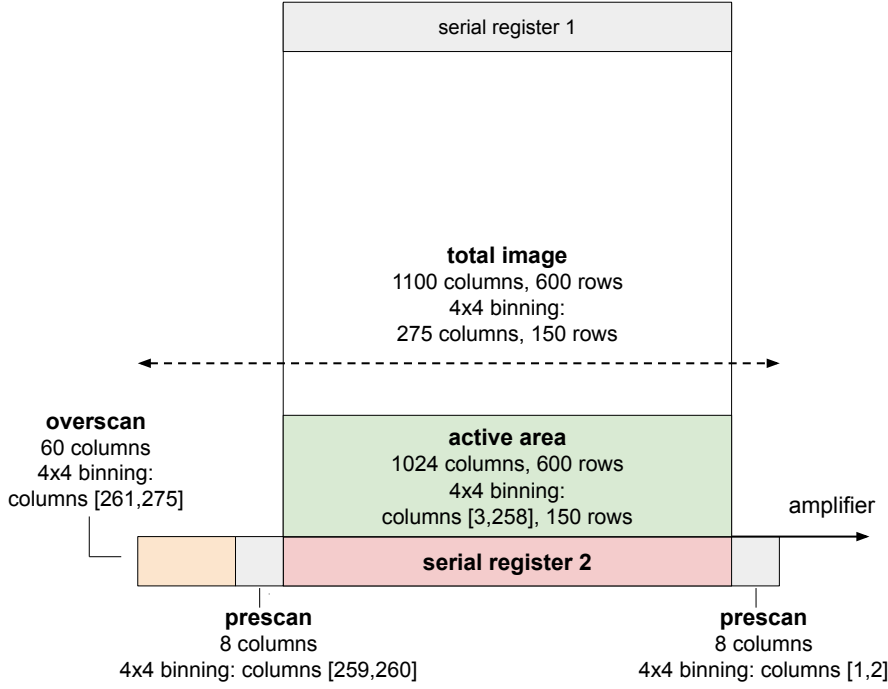 serial register 1
total image
1100 columns, 600 rows
4x4 binning:
275 columns, 150 rows
overscan
60 columns
4x4 binning:
columns [261,275]
active area
1024 columns, 600 rows
4x4 binning:
columns [3,258], 150 rows
amplifier
serial register 2
prescan
8 columns
4x4 binning: columns [259,260]
prescan
8 columns
4x4 binning: columns [1,2]